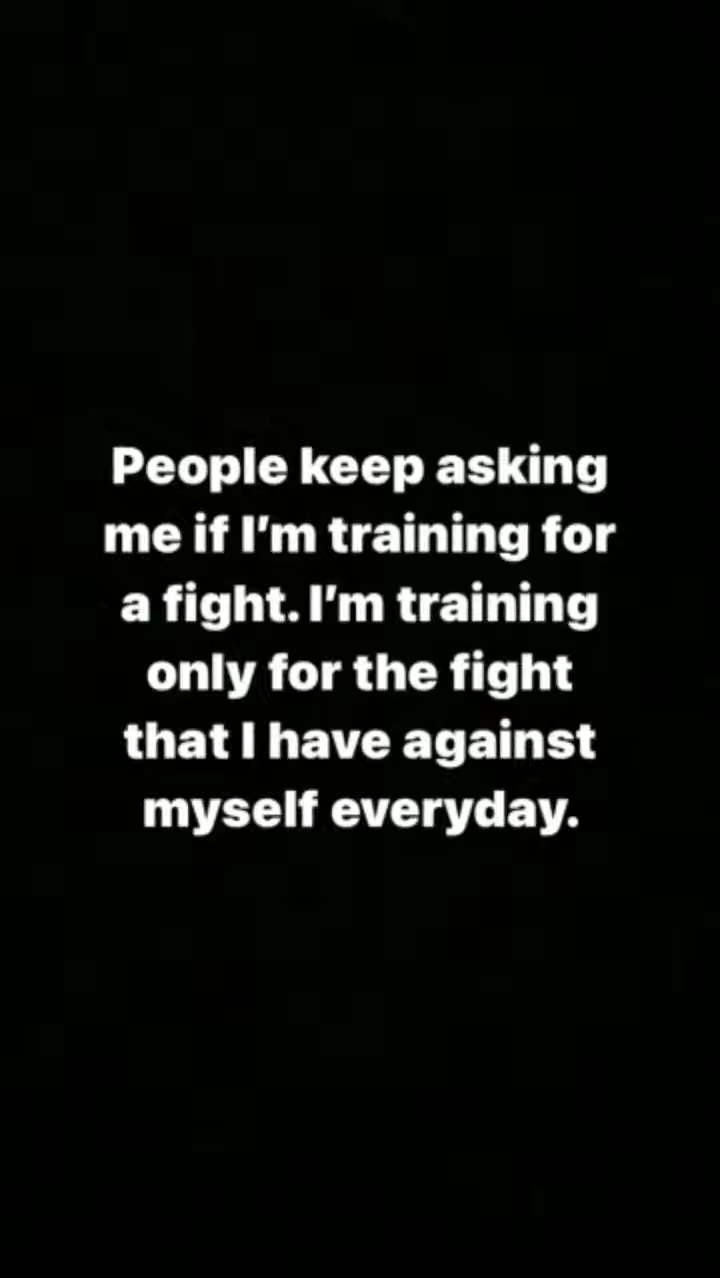 People keep asking
me if I’m training for
a fight. I’m training
only for the fight
that I have against
myself everyday.